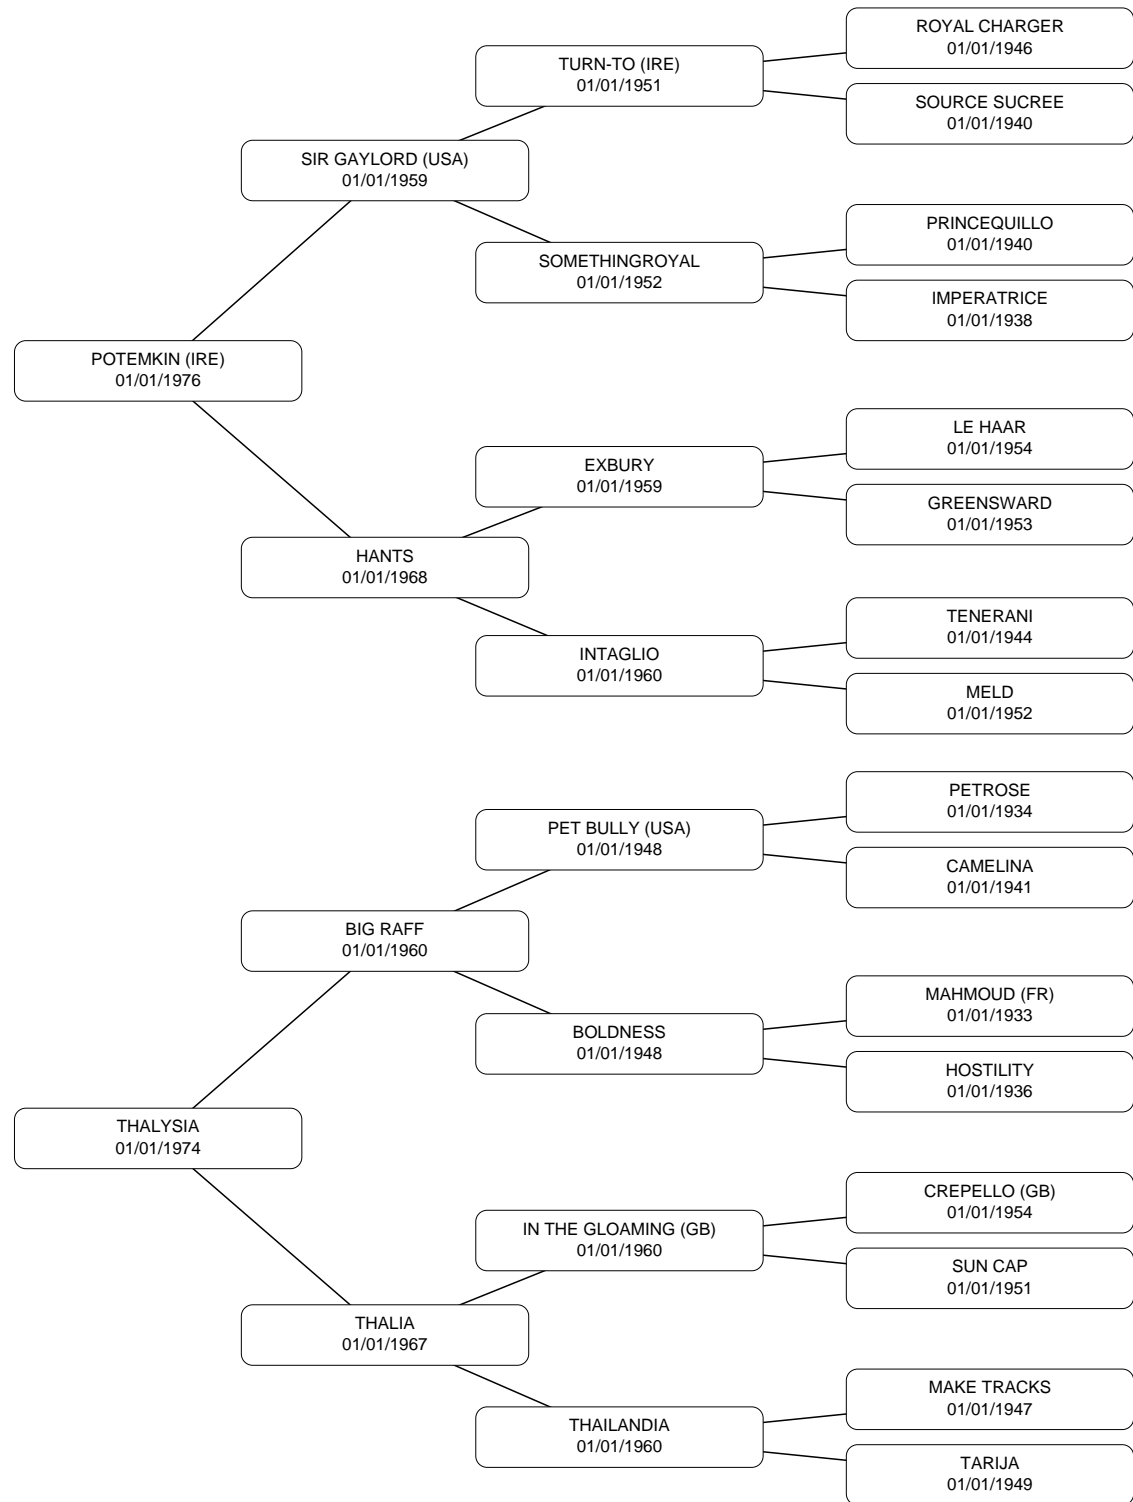 ROYAL CHARGER
01/01/1946
TURN-TO (IRE)
01/01/1951
SOURCE SUCREE
01/01/1940
SIR GAYLORD (USA)
01/01/1959
PRINCEQUILLO
01/01/1940
SOMETHINGROYAL
01/01/1952
IMPERATRICE
01/01/1938
POTEMKIN (IRE)
01/01/1976
LE HAAR
01/01/1954
EXBURY
01/01/1959
GREENSWARD
01/01/1953
HANTS
01/01/1968
TENERANI
01/01/1944
INTAGLIO
01/01/1960
MELD
01/01/1952
PETROSE
01/01/1934
PET BULLY (USA)
01/01/1948
CAMELINA
01/01/1941
BIG RAFF
01/01/1960
MAHMOUD (FR)
01/01/1933
BOLDNESS
01/01/1948
HOSTILITY
01/01/1936
THALYSIA
01/01/1974
CREPELLO (GB)
01/01/1954
IN THE GLOAMING (GB)
01/01/1960
SUN CAP
01/01/1951
THALIA
01/01/1967
MAKE TRACKS
01/01/1947
THAILANDIA
01/01/1960
TARIJA
01/01/1949